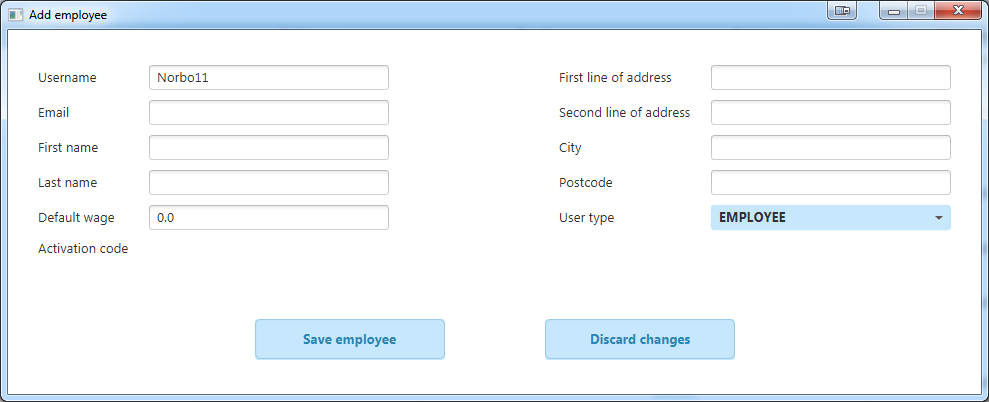 Add employee
Username Norbo11
Email
First name
Last name
Default wage 0.0
Activation code
First line of address
Second line of address
City
Postcode
User type EMPLOYEE
Save employee Discard changes